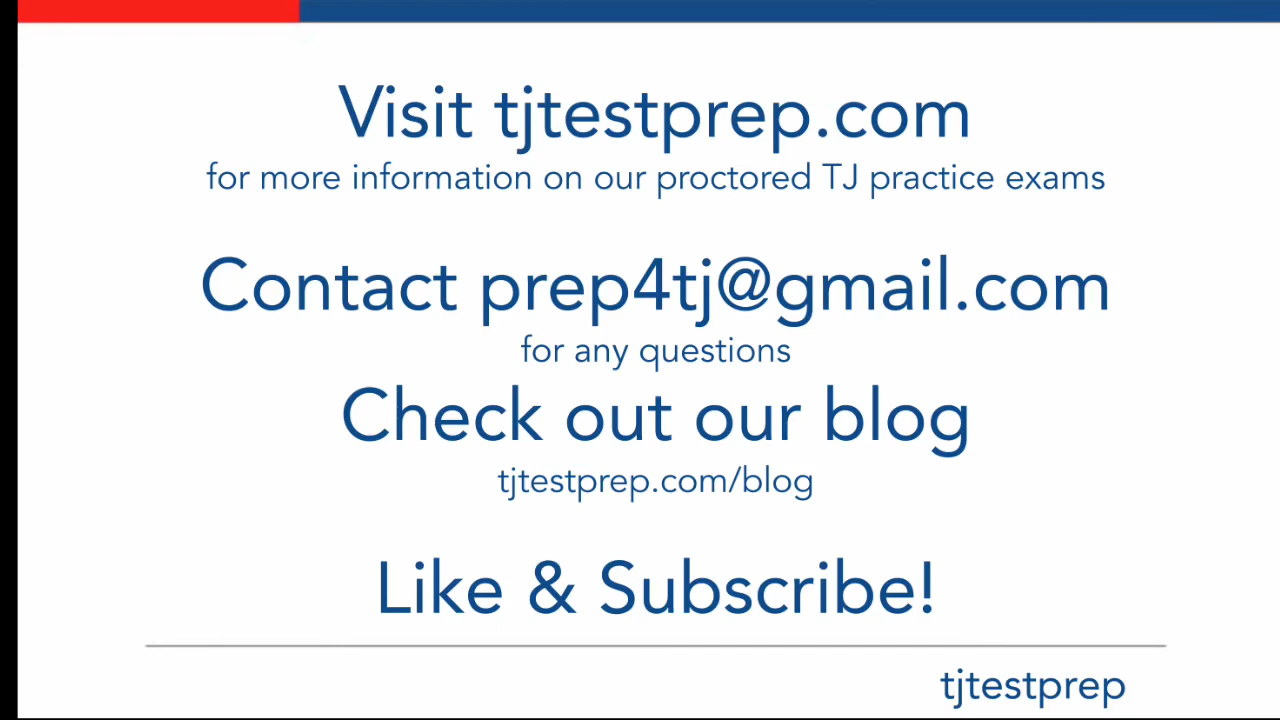 Visit tjtestprep.com
for more information on our proctored TJ practice exams
Contact prep4tj@gmail.com
for any questions
Check out our blog
tjtestprep.com/blog
Like & Subscribe!
tjtestprep